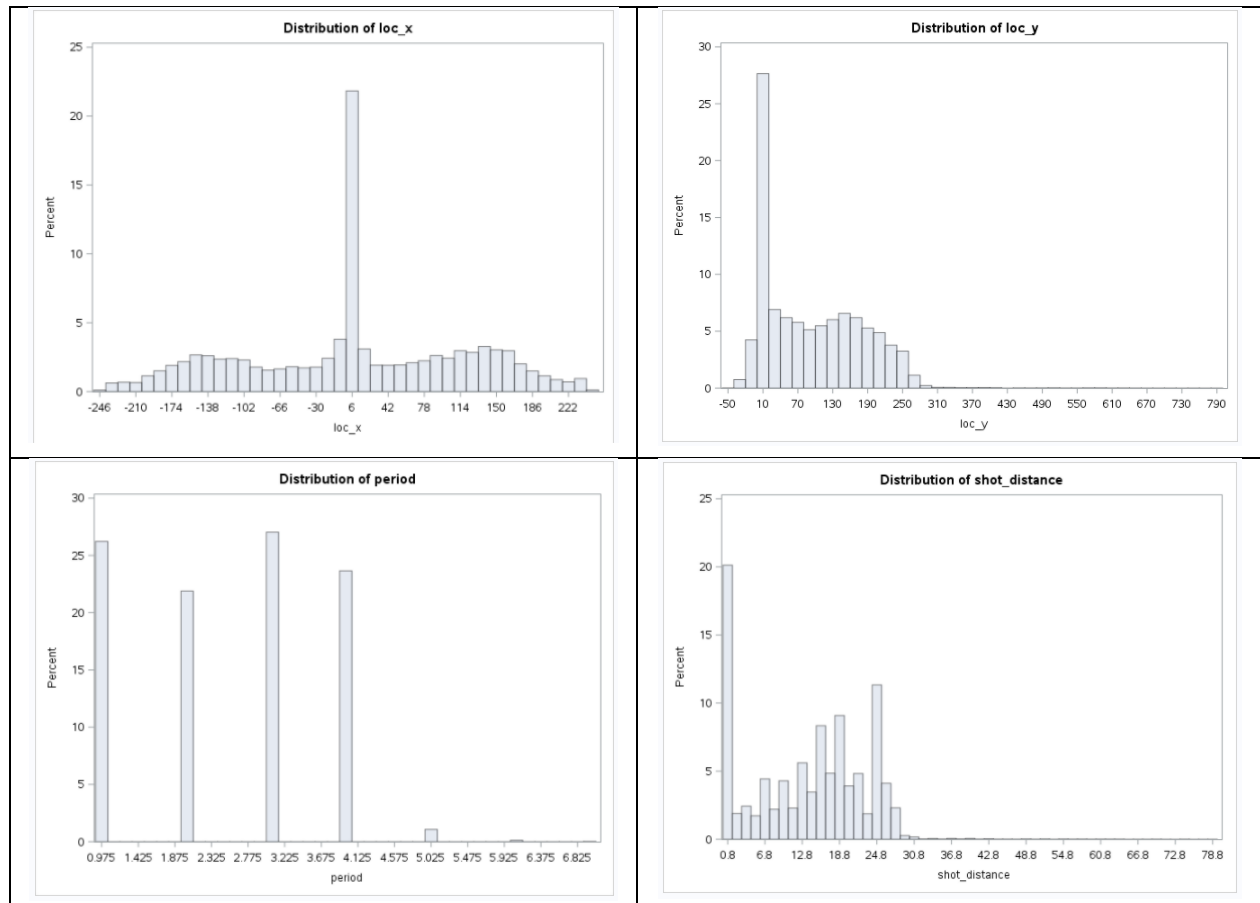 Distribution of loc_x
25
20
15
10
5
0
Percent
-246 -210 -174 -138 -102 -66 -30 6 42 78 114 150 186 222
loc_x
Distribution of loc_y
30
25
20
15
10
5
0
Percent
-50 10 70 130 190 250 310 370 430 490 550 610 670 730 790
loc_y
Distribution of period
30
25
20
15
10
5
0
Percent
0.975 1.425 1.875 2.325 2.775 3.225 3.675 4.125 4.575 5.025 5.475 5.925 6.375 6.825
period
Distribution of shot_distance
25
20
15
10
5
0
Percent
0.8 6.8 12.8 18.8 24.8 30.8 36.8 42.8 48.8 54.8 60.8 66.8 72.8 78.8
shot_distance